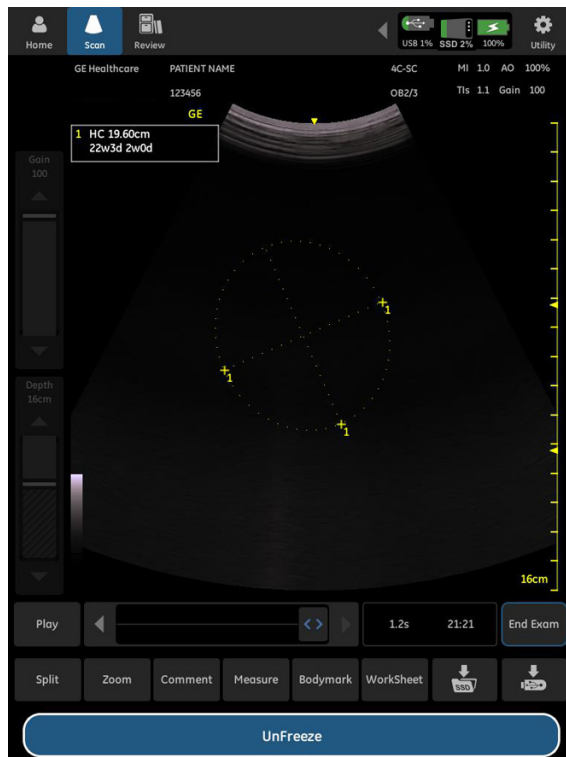 Home Scan Review USB 1% SSD 2% 100% Utility
GE Healthcare PATIENT NAME 4C-SC MI 1.0 AO 100%
123456 OB2/3 TIs 1.1 Gain 100
GE
1 HC 19.60cm
22w3d 2w0d
Gain
100
1
1
1
Depth
16cm
16cm
Play 1.2s 21:21 End Exam
Split Zoom Comment Measure Bodymark WorkSheet SSD
UnFreeze